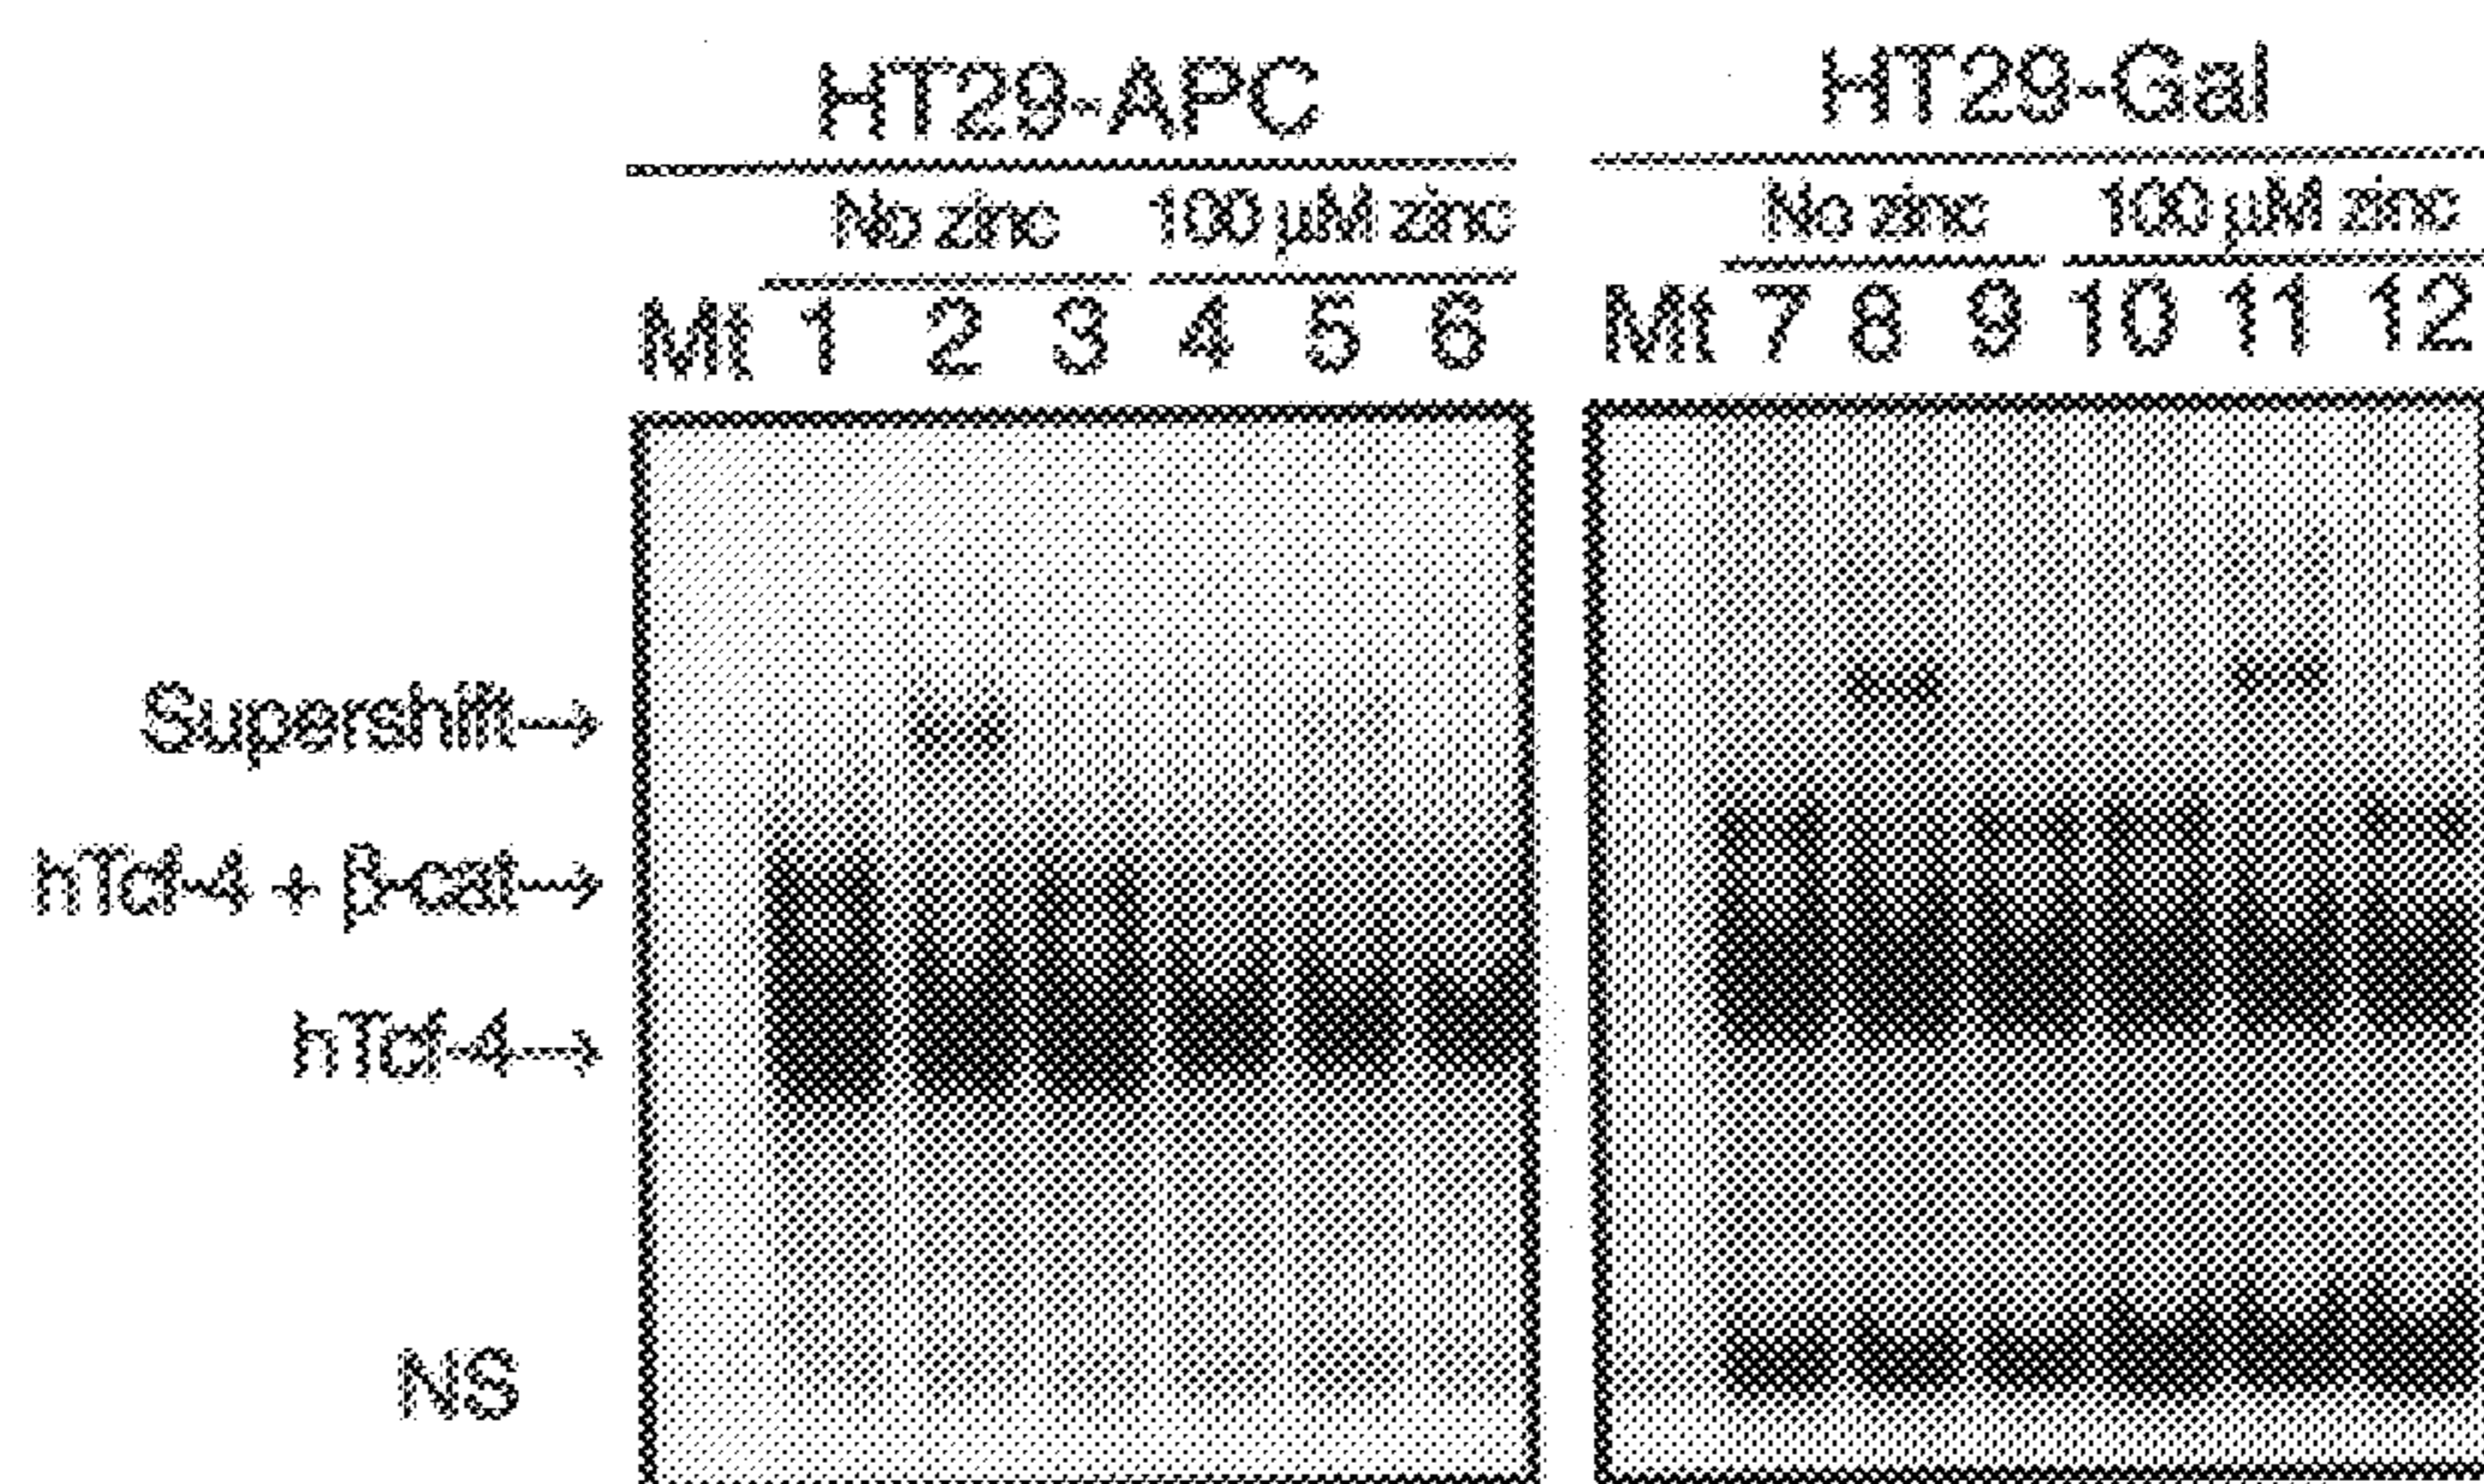 HT29-APC HT29-Gal
No zinc 100 µM zinc No zinc 100 µM zinc
Mt 1 2 3 4 5 6 Mt 7 8 9 10 11 12
Supershift→
hTcf-4 + β-cat→
hTcf-4→
NS